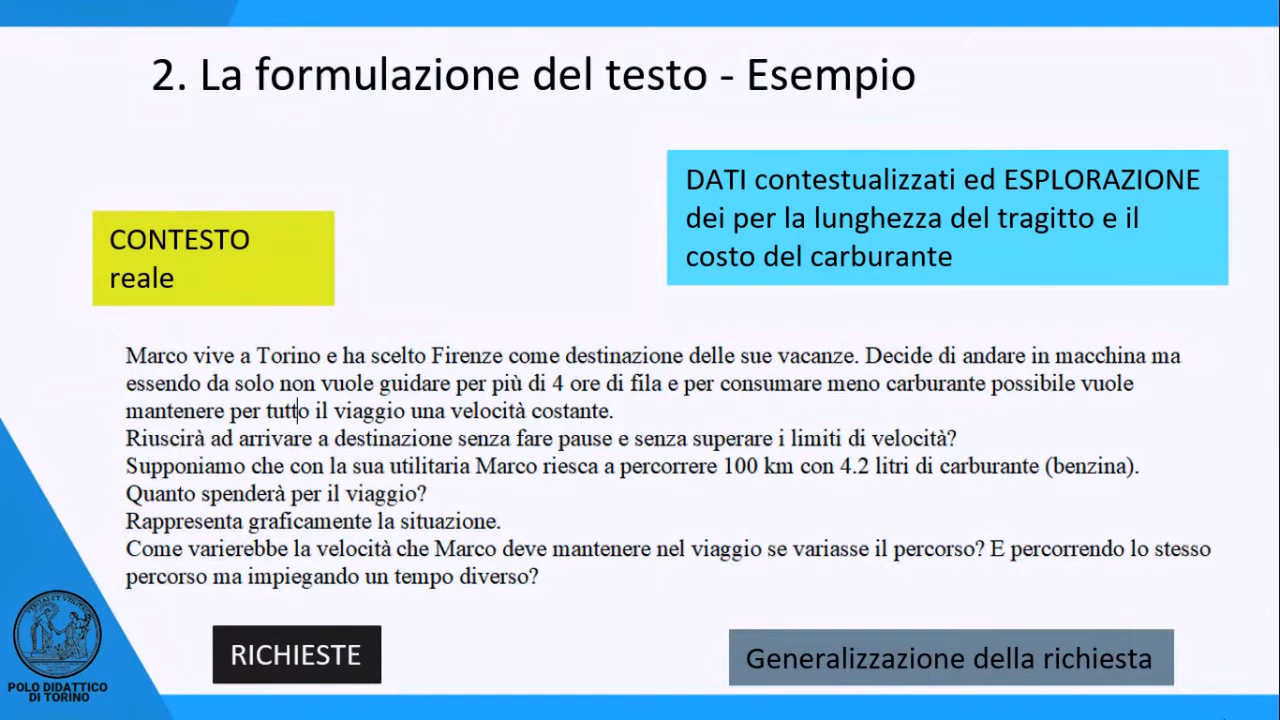 2. La formulazione del testo - Esempio
DATI contestualizzati ed ESPLORAZIONE
dei per la lunghezza del tragitto e il
costo del carburante
CONTESTO
reale
Marco vive a Torino e ha scelto Firenze come destinazione delle sue vacanze. Decide di andare in macchina ma
essendo da solo non vuole guidare per più di 4 ore di fila e per consumare meno carburante possibile vuole
mantenere per tutto il viaggio una velocità costante.
Riuscirà ad arrivare a destinazione senza fare pause e senza superare i limiti di velocità?
Supponiamo che con la sua utilitaria Marco riesca a percorrere 100 km con 4.2 litri di carburante (benzina).
Quanto spenderà per il viaggio?
Rappresenta graficamente la situazione.
Come varierebbe la velocità che Marco deve mantenere nel viaggio se variasse il percorso? E percorrendo lo stesso
percorso ma impiegando un tempo diverso?
RICHIESTE
Generalizzazione della richiesta
POLO DIDATTICO
DI TORINO